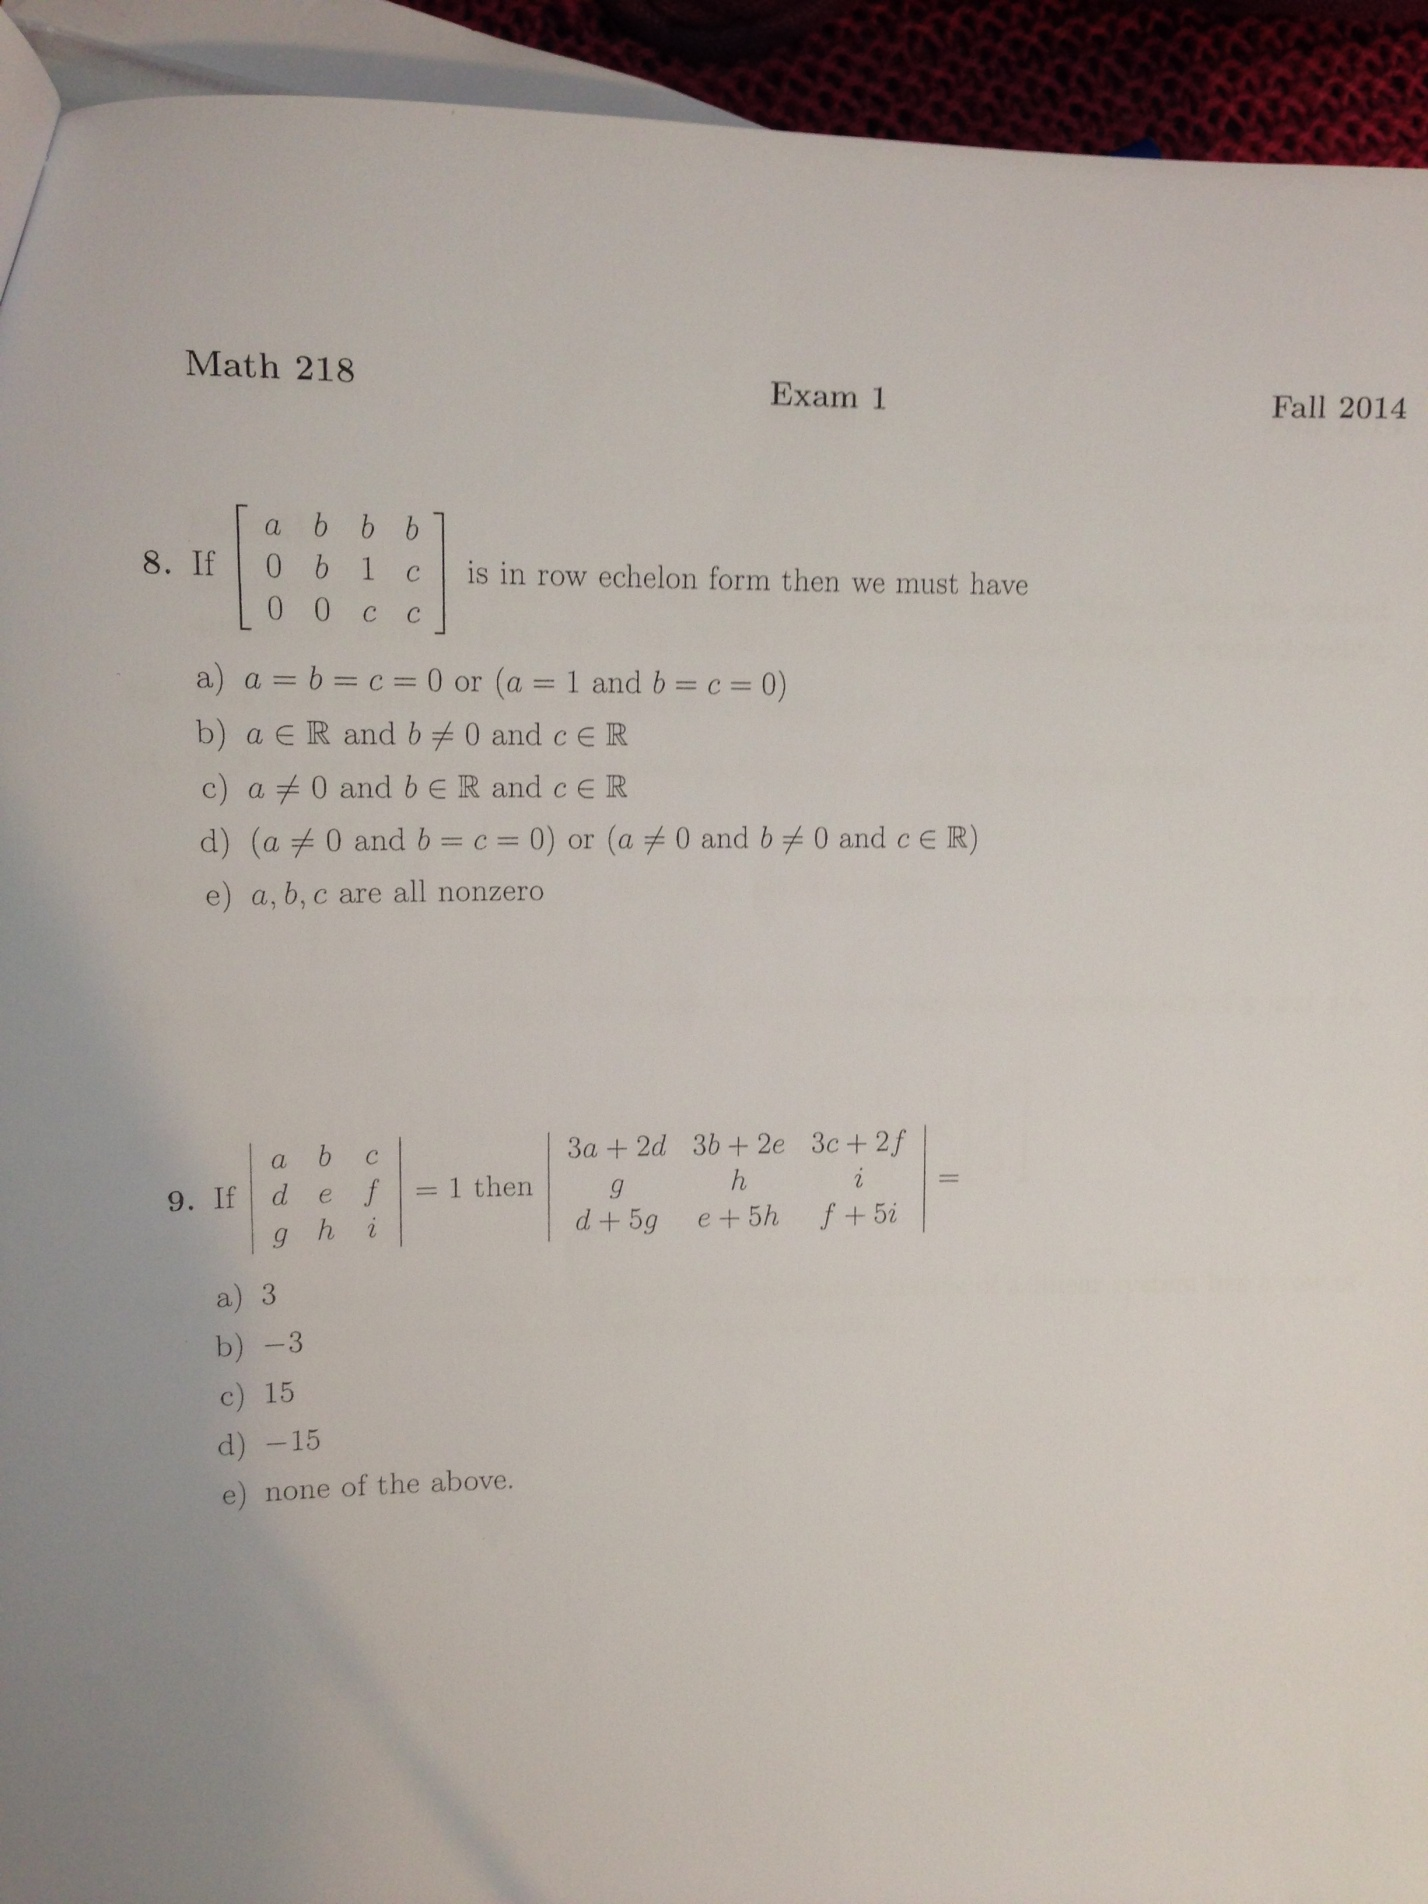 Math 218
Exam 1
Fall 2014
8. If [ a b b b
0 b 1 c
0 0 c c ] is in row echelon form then we must have
a) a = b = c = 0 or (a = 1 and b = c = 0)
b) a ∈ ℝ and b ≠ 0 and c ∈ ℝ
c) a ≠ 0 and b ∈ ℝ and c ∈ ℝ
d) (a ≠ 0 and b = c = 0) or (a ≠ 0 and b ≠ 0 and c ∈ ℝ)
e) a, b, c are all nonzero
9. If | a b c |
| d e f | = 1 then
| g h i |
| 3a + 2d 3b + 2e 3c + 2f |
| g h i | =
| d + 5g e + 5h f + 5i |
a) 3
b) −3
c) 15
d) −15
e) none of the above.